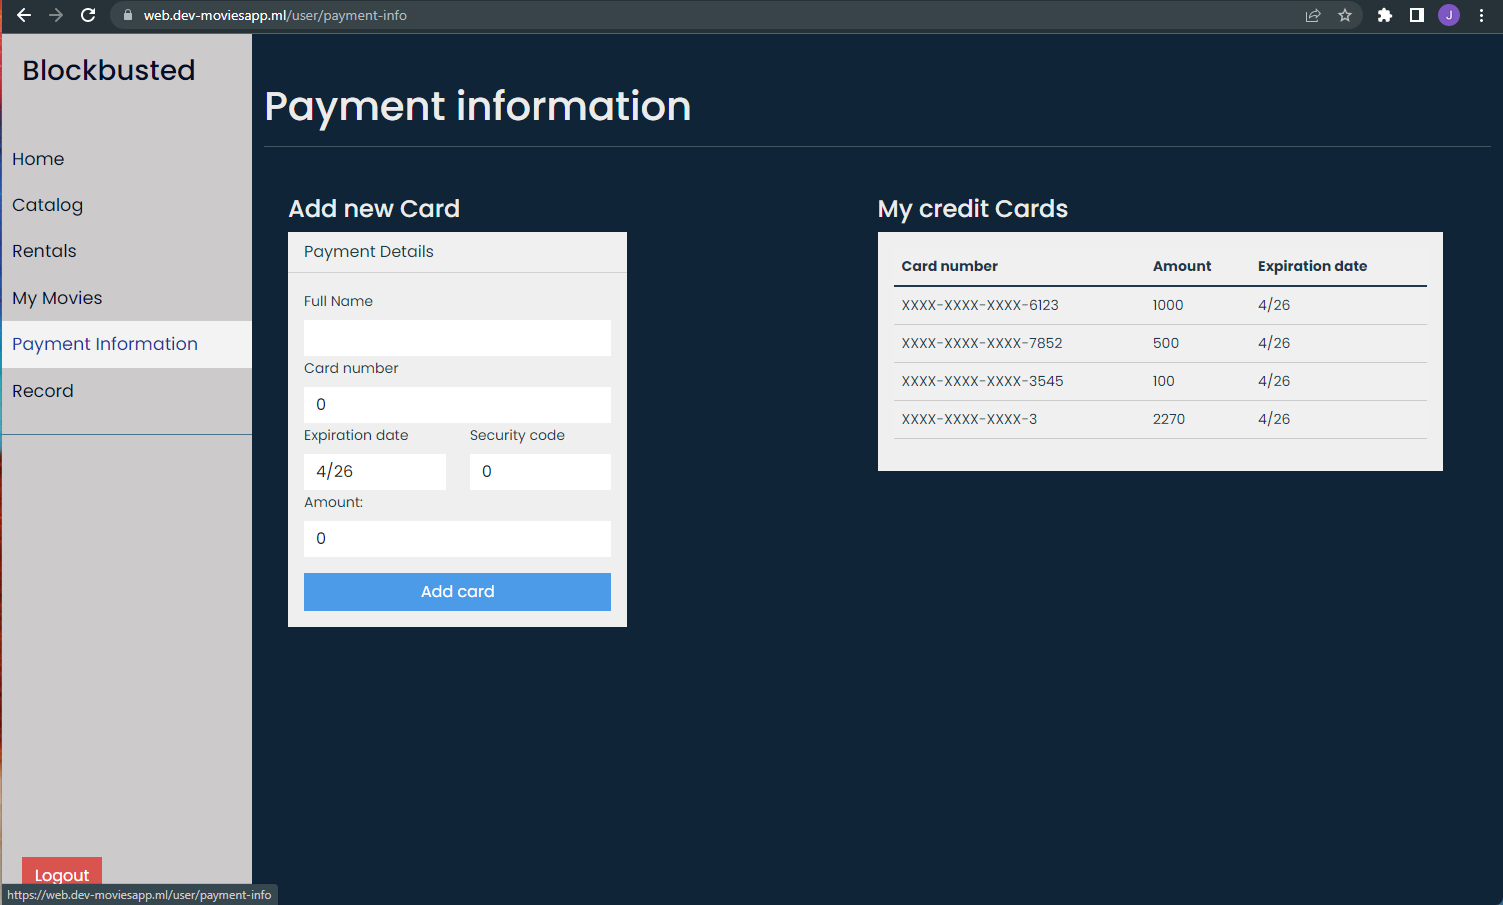 web.dev-moviesapp.ml/user/payment-info
J
Blockbusted
Home
Catalog
Rentals
My Movies
Payment Information
Record
Logout
Payment information
Add new Card
Payment Details
Full Name
Card number
0
Expiration date Security code
4/26 0
Amount:
0
Add card
My credit Cards
Card number Amount Expiration date
XXXX-XXXX-XXXX-6123 1000 4/26
XXXX-XXXX-XXXX-7852 500 4/26
XXXX-XXXX-XXXX-3545 100 4/26
XXXX-XXXX-XXXX-3 2270 4/26
https://web.dev-moviesapp.ml/user/payment-info